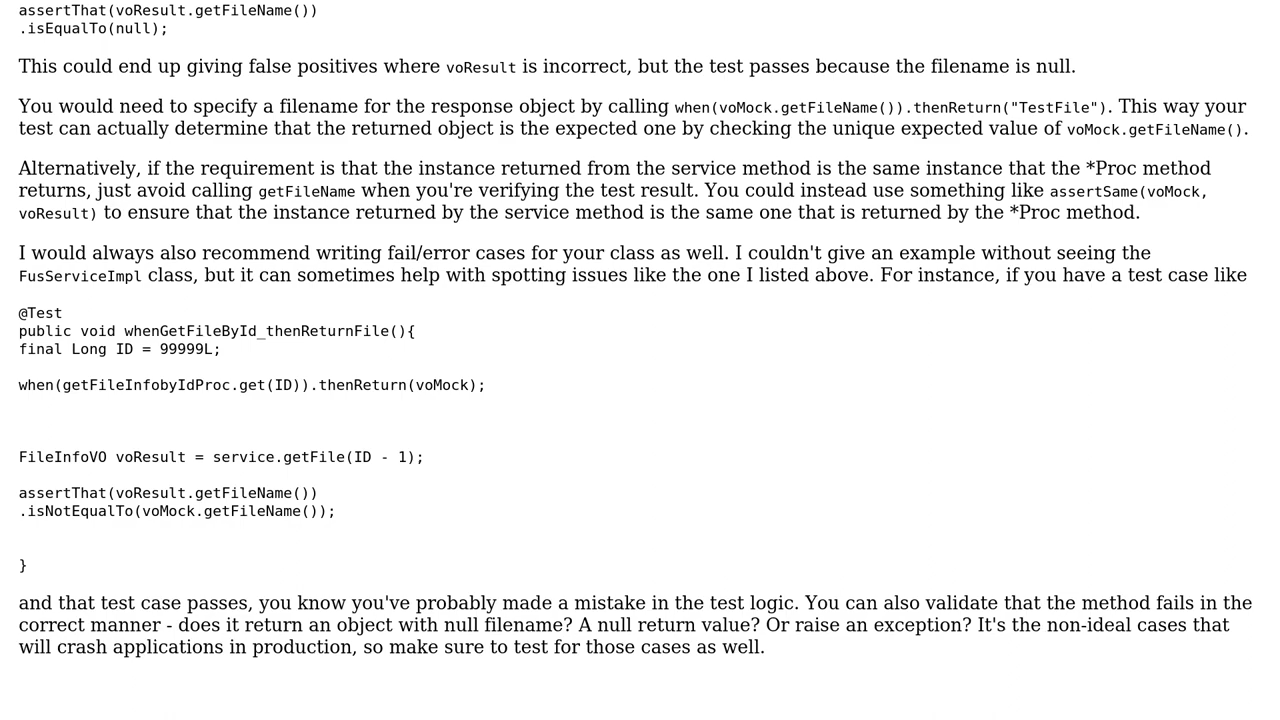 assertThat(voResult.getFileName())
.isEqualTo(null);
This could end up giving false positives where voResult is incorrect, but the test passes because the filename is null.
You would need to specify a filename for the response object by calling when(voMock.getFileName()).thenReturn("TestFile"). This way your
test can actually determine that the returned object is the expected one by checking the unique expected value of voMock.getFileName().
Alternatively, if the requirement is that the instance returned from the service method is the same instance that the *Proc method
returns, just avoid calling getFileName when you're verifying the test result. You could instead use something like assertSame(voMock,
voResult) to ensure that the instance returned by the service method is the same one that is returned by the *Proc method.
I would always also recommend writing fail/error cases for your class as well. I couldn't give an example without seeing the
FusServiceImpl class, but it can sometimes help with spotting issues like the one I listed above. For instance, if you have a test case like
@Test
public void whenGetFileById_thenReturnFile(){
final Long ID = 99999L;
when(getFileInfobyIdProc.get(ID)).thenReturn(voMock);
FileInfoVO voResult = service.getFile(ID - 1);
assertThat(voResult.getFileName())
.isNotEqualTo(voMock.getFileName());
}
and that test case passes, you know you've probably made a mistake in the test logic. You can also validate that the method fails in the
correct manner - does it return an object with null filename? A null return value? Or raise an exception? It's the non-ideal cases that
will crash applications in production, so make sure to test for those cases as well.